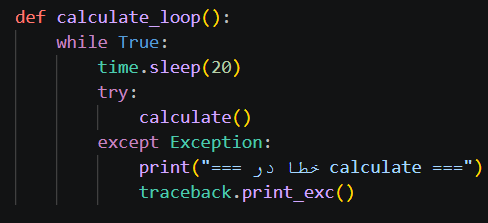 def calculate_loop():
    while True:
        time.sleep(20)
        try:
            calculate()
        except Exception:
            print("=== خطا در calculate ===")
            traceback.print_exc()